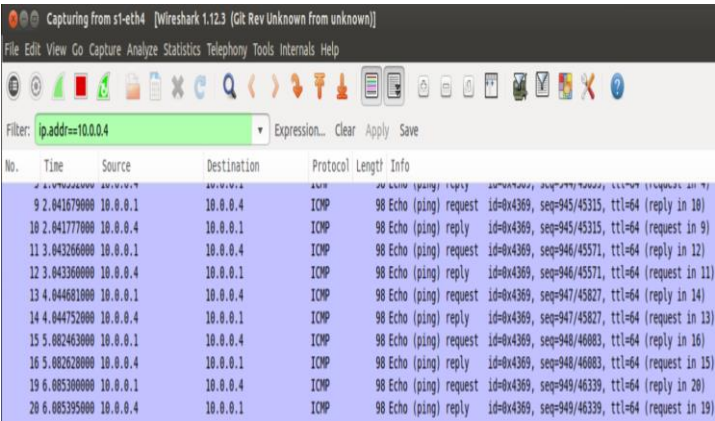 Capturing from s1-eth4 [Wireshark 1.12.3 (Git Rev Unknown from unknown)]
File Edit View Go Capture Analyze Statistics Telephony Tools Internals Help
Filter: ip.addr==10.0.0.4 Expression... Clear Apply Save
No. Time Source Destination Protocol Length Info
9 2.041679000 10.0.0.1 10.0.0.4 ICMP 98 Echo (ping) request id=0x4369, seq=945/45315, ttl=64 (reply in 10)
10 2.041777000 10.0.0.4 10.0.0.1 ICMP 98 Echo (ping) reply id=0x4369, seq=945/45315, ttl=64 (request in 9)
11 3.043266000 10.0.0.1 10.0.0.4 ICMP 98 Echo (ping) request id=0x4369, seq=946/45571, ttl=64 (reply in 12)
12 3.043360000 10.0.0.4 10.0.0.1 ICMP 98 Echo (ping) reply id=0x4369, seq=946/45571, ttl=64 (request in 11)
13 4.044681000 10.0.0.1 10.0.0.4 ICMP 98 Echo (ping) request id=0x4369, seq=947/45827, ttl=64 (reply in 14)
14 4.044752000 10.0.0.4 10.0.0.1 ICMP 98 Echo (ping) reply id=0x4369, seq=947/45827, ttl=64 (request in 13)
15 5.082463000 10.0.0.1 10.0.0.4 ICMP 98 Echo (ping) request id=0x4369, seq=948/46083, ttl=64 (reply in 16)
16 5.082628000 10.0.0.4 10.0.0.1 ICMP 98 Echo (ping) reply id=0x4369, seq=948/46083, ttl=64 (request in 15)
19 6.085300000 10.0.0.1 10.0.0.4 ICMP 98 Echo (ping) request id=0x4369, seq=949/46339, ttl=64 (reply in 20)
20 6.085395000 10.0.0.4 10.0.0.1 ICMP 98 Echo (ping) reply id=0x4369, seq=949/46339, ttl=64 (request in 19)